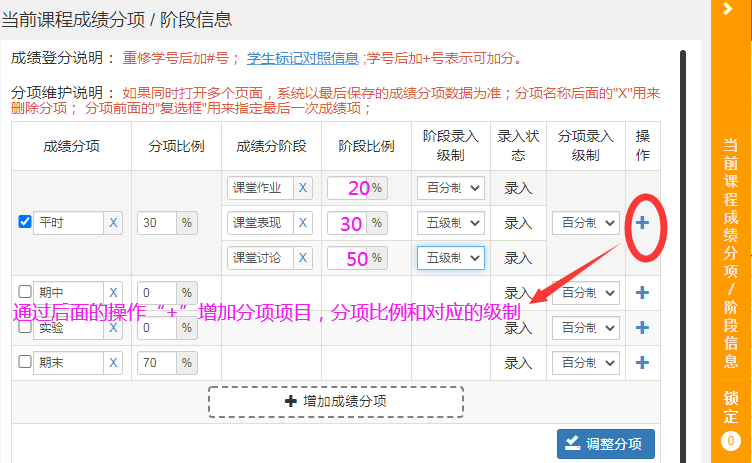 当前课程成绩分项 / 阶段信息
成绩登分说明： 重修学号后加#号； 学生标记对照信息 ;学号后加+号表示可加分。
分项维护说明： 如果同时打开多个页面，系统以最后保存的成绩分项数据为准；分项名称后面的"X"用来
删除分项； 分项前面的"复选框"用来指定最后一次成绩项；
成绩分项 分项比例 成绩分阶段 阶段比例 阶段录入级制 录入状态 分项录入级制 操作
课堂作业 X 20 % 百分制 录入
平时 X 30 % 课堂表现 X 30 % 五级制 录入 百分制 +
课堂讨论 X 50 % 五级制 录入
期中 X 0 % 录入 百分制 +
通过后面的操作“+”增加分项项目，分项比例和对应的级制
实验 X 0 % 录入 百分制 +
期末 X 70 % 录入 百分制 +
+ 增加成绩分项
调整分项
当前课程成绩分项/阶段信息
锁定
0